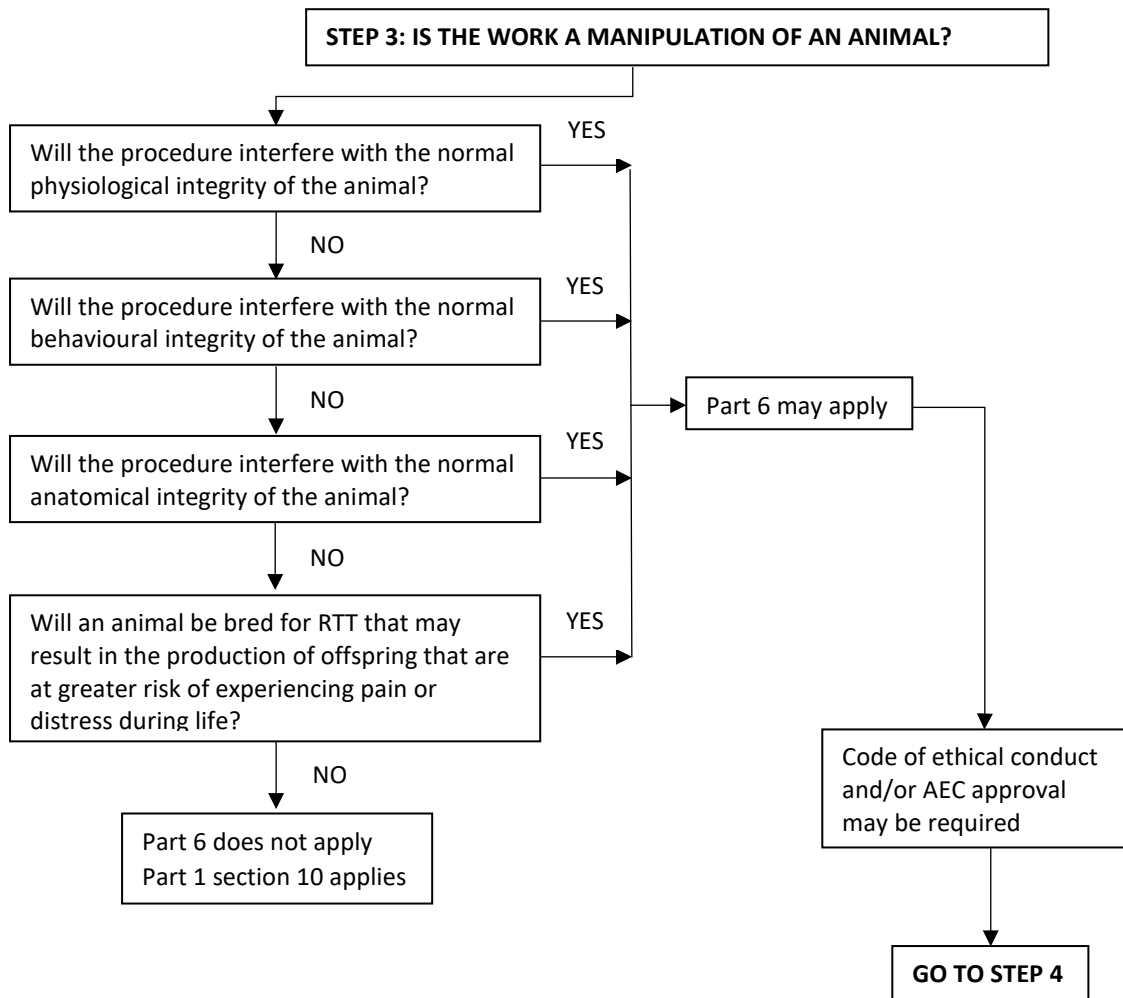 STEP 3: IS THE WORK A MANIPULATION OF AN ANIMAL?
Will the procedure interfere with the normal
physiological integrity of the animal?
YES
NO
Will the procedure interfere with the normal
behavioural integrity of the animal?
YES
NO
Part 6 may apply
Will the procedure interfere with the normal
anatomical integrity of the animal?
YES
NO
Will an animal be bred for RTT that may
result in the production of offspring that are
at greater risk of experiencing pain or
distress during life?
YES
NO
Part 6 does not apply
Part 1 section 10 applies
Code of ethical conduct
and/or AEC approval
may be required
GO TO STEP 4